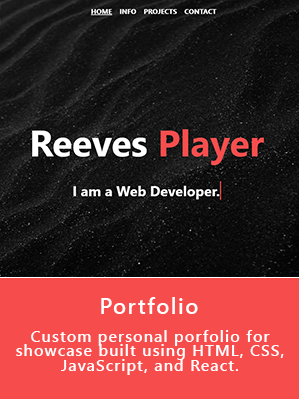 HOME INFO PROJECTS CONTACT
Reeves Player
I am a Web Developer.
Portfolio
Custom personal porfolio for
showcase built using HTML, CSS,
JavaScript, and React.